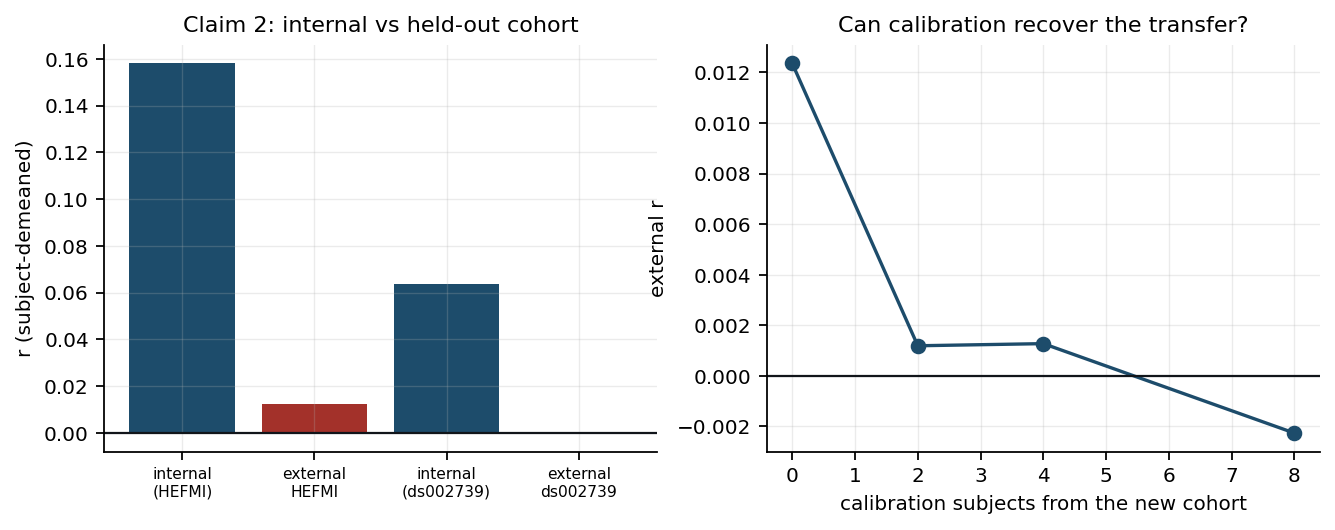 Claim 2: internal vs held-out cohort
r (subject-demeaned)
0.16
0.14
0.12
0.10
0.08
0.06
0.04
0.02
0.00
internal
(HEFMI)
external
HEFMI
internal
(ds002739)
external
ds002739
Can calibration recover the transfer?
external r
0.012
0.010
0.008
0.006
0.004
0.002
0.000
−0.002
0 1 2 3 4 5 6 7 8
calibration subjects from the new cohort